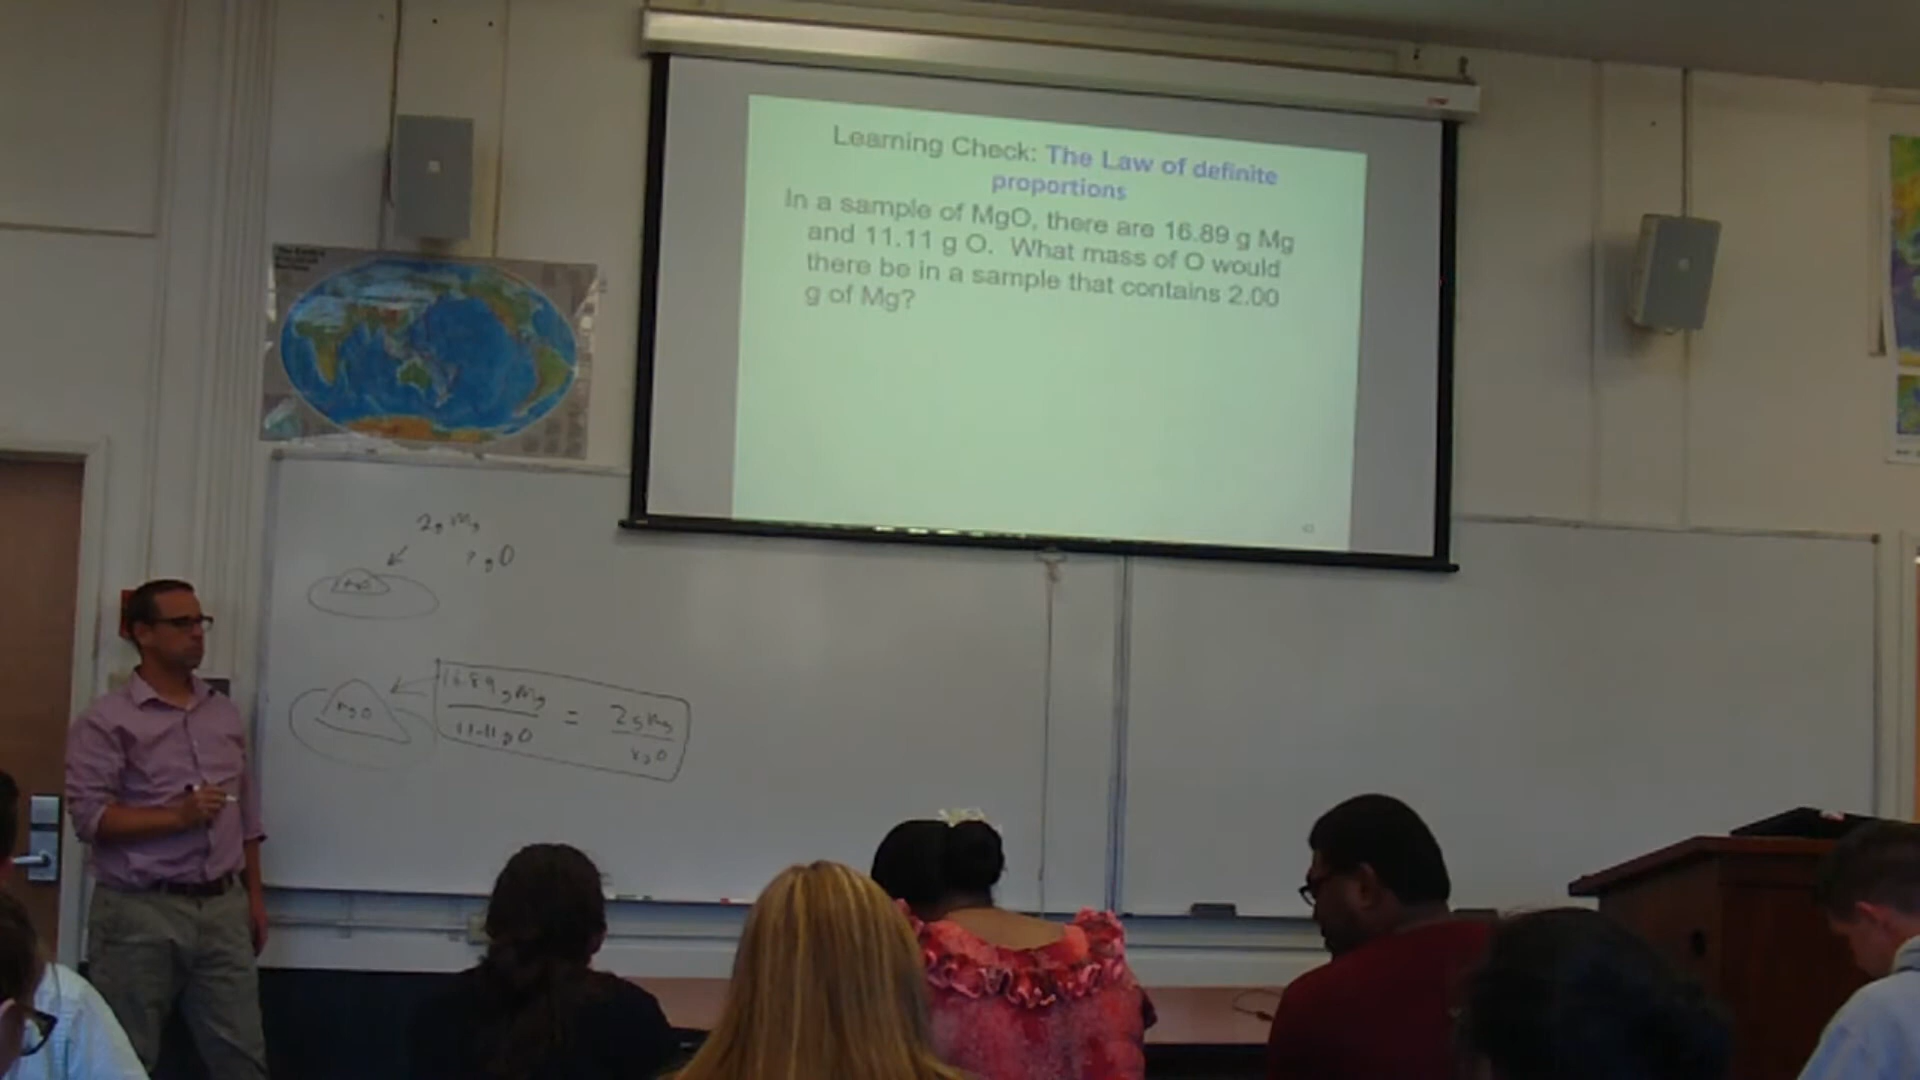 Learning Check: The Law of definite
proportions
In a sample of MgO, there are 16.89 g Mg
and 11.11 g O. What mass of O would
there be in a sample that contains 2.00
g of Mg?
2g Mg
? g O
MgO
16.89 g Mg
11.11 g O
=
2 g Mg
x g O